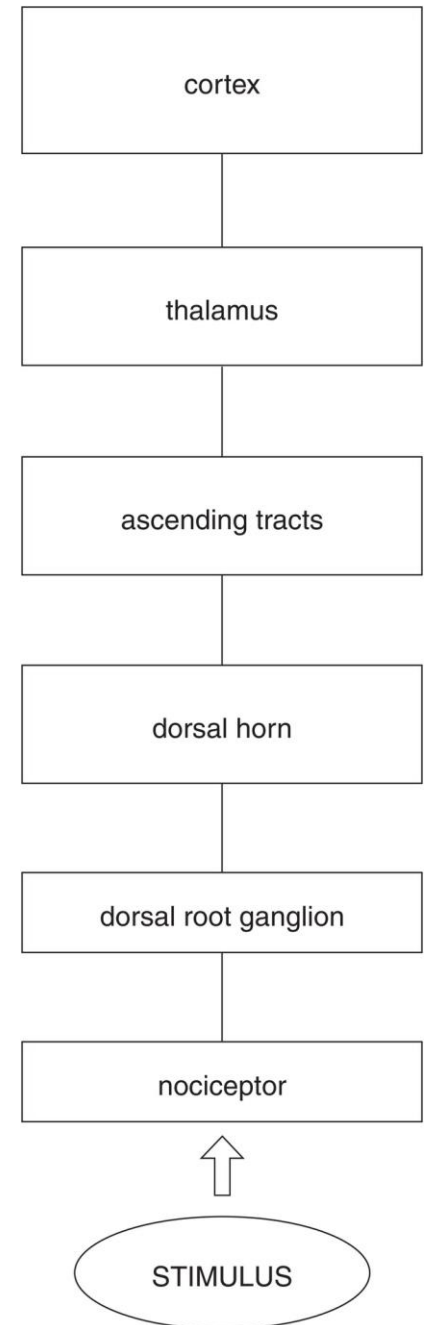 cortex
thalamus
ascending tracts
dorsal horn
dorsal root ganglion
nociceptor
STIMULUS